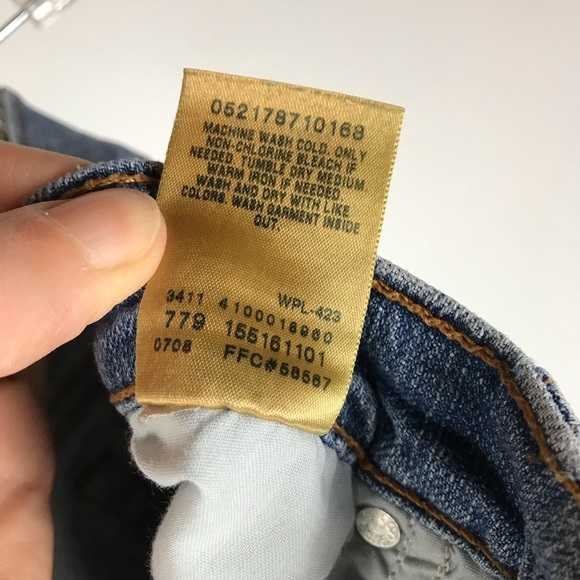 052178710168
MACHINE WASH COLD. ONLY
NON-CHLORINE BLEACH IF
NEEDED. TUMBLE DRY MEDIUM.
WARM IRON IF NEEDED.
WASH AND DRY WITH LIKE
COLORS. WASH GARMENT INSIDE
OUT.
WPL-423
3411 4100018960
779 155161101
0708 FFC#58567